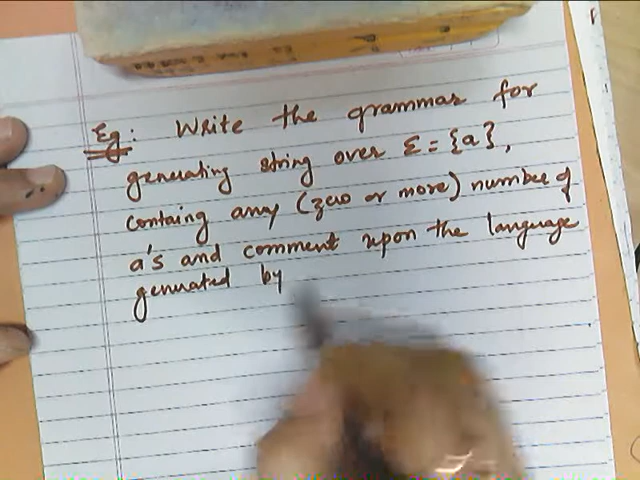 Eg: Write the grammar for
generating string over Σ = {a},
containg any (zero or more) number of
a's and comment upon the language
generated by